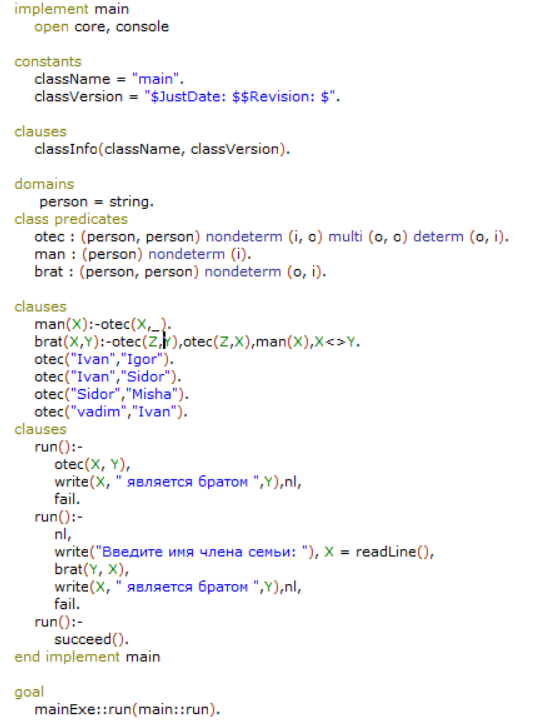 implement main
open core, console
constants
className = "main".
classVersion = "$JustDate: $$Revision: $".
clauses
classInfo(className, classVersion).
domains
person = string.
class predicates
otec : (person, person) nondeterm (i, o) multi (o, o) determ (o, i).
man : (person) nondeterm (i).
brat : (person, person) nondeterm (o, i).
clauses
man(X):-otec(X,_).
brat(X,Y):-otec(Z,Y),otec(Z,X),man(X),X<>Y.
otec("Ivan","Igor").
otec("Ivan","Sidor").
otec("Sidor","Misha").
otec("vadim","Ivan").
clauses
run():-
otec(X, Y),
write(X, " является братом ",Y),nl,
fail.
run():-
nl,
write("Введите имя члена семьи: "), X = readLine(),
brat(Y, X),
write(X, " является братом ",Y),nl,
fail.
run():-
succeed().
end implement main
goal
mainExe::run(main::run).